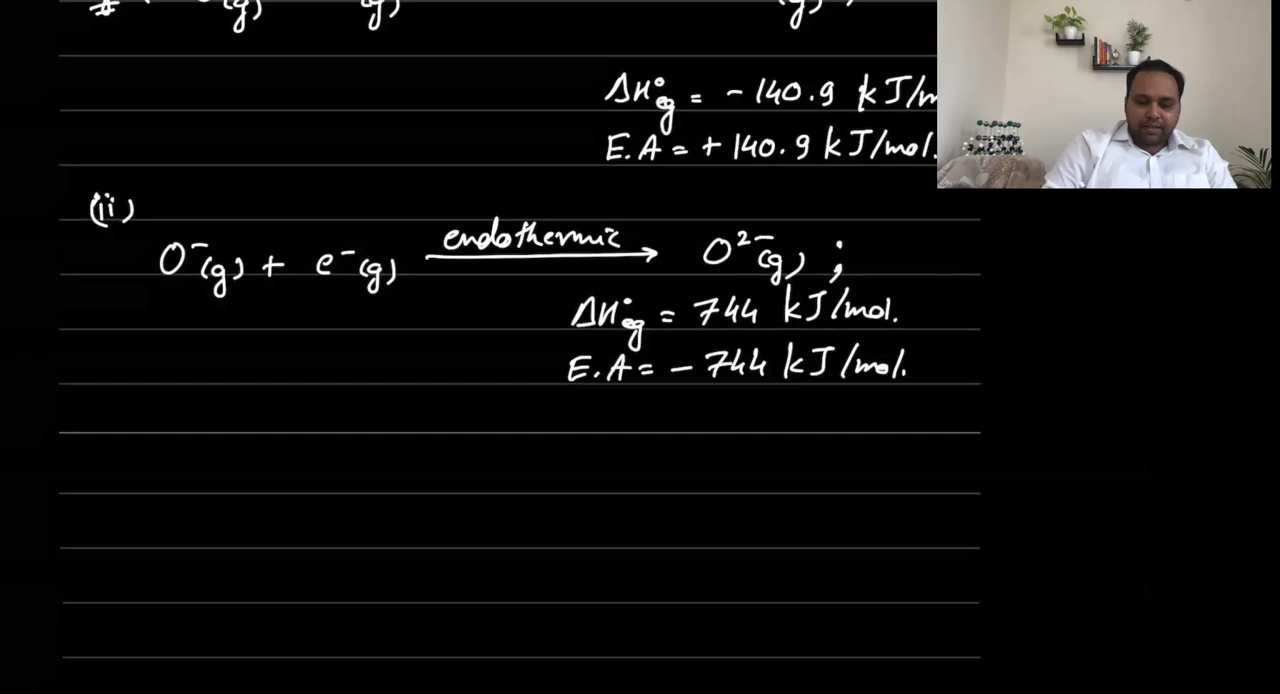 (g) (g) (g)
ΔH°eg = - 140.9 kJ/m
E.A = + 140.9 kJ/mol.
(ii)
O⁻(g) + e⁻(g) endothermic → O²⁻(g) ;
ΔH°eg = 744 kJ/mol.
E.A = - 744 kJ/mol.